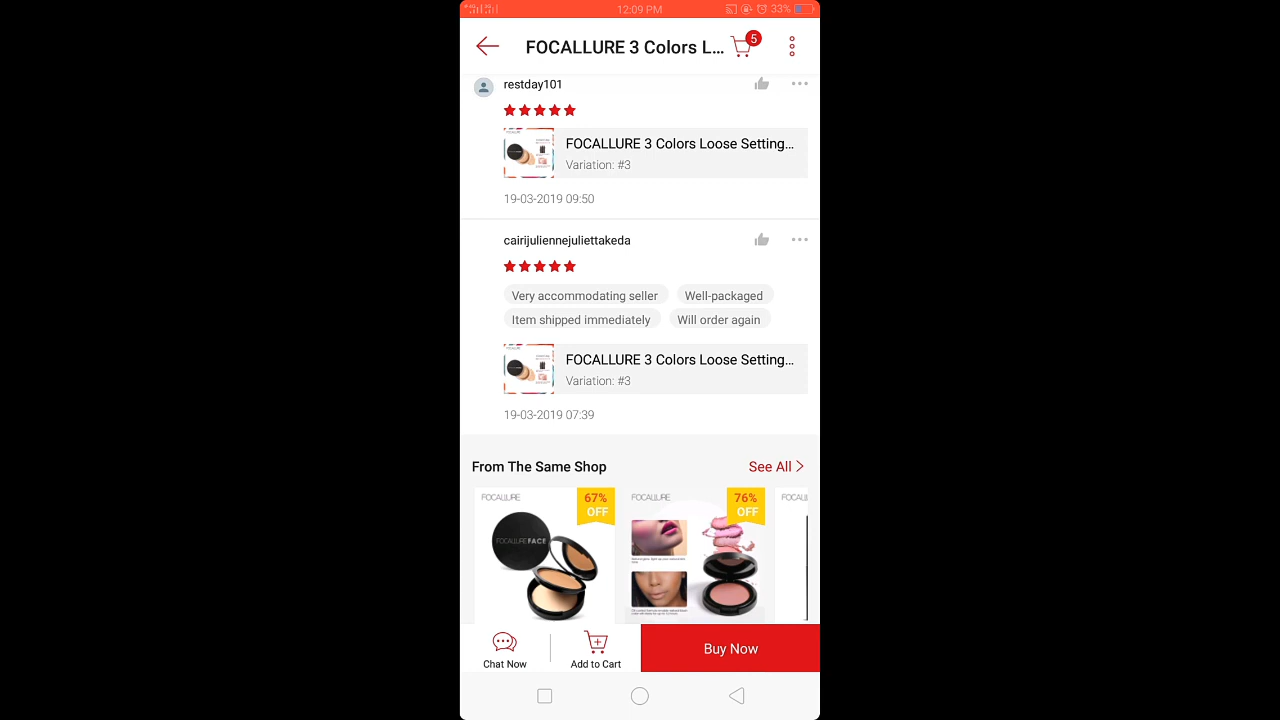 12:09 PM
33%
FOCALLURE 3 Colors L...
5
restday101
FOCALLURE 3 Colors Loose Setting...
Variation: #3
19-03-2019 09:50
cairijuliennejuliettakeda
Very accommodating seller
Well-packaged
Item shipped immediately
Will order again
FOCALLURE 3 Colors Loose Setting...
Variation: #3
19-03-2019 07:39
From The Same Shop
See All
FOCALLURE
67%
OFF
FOCALLURE FACE
FOCALLURE
76%
OFF
Chat Now
Add to Cart
Buy Now